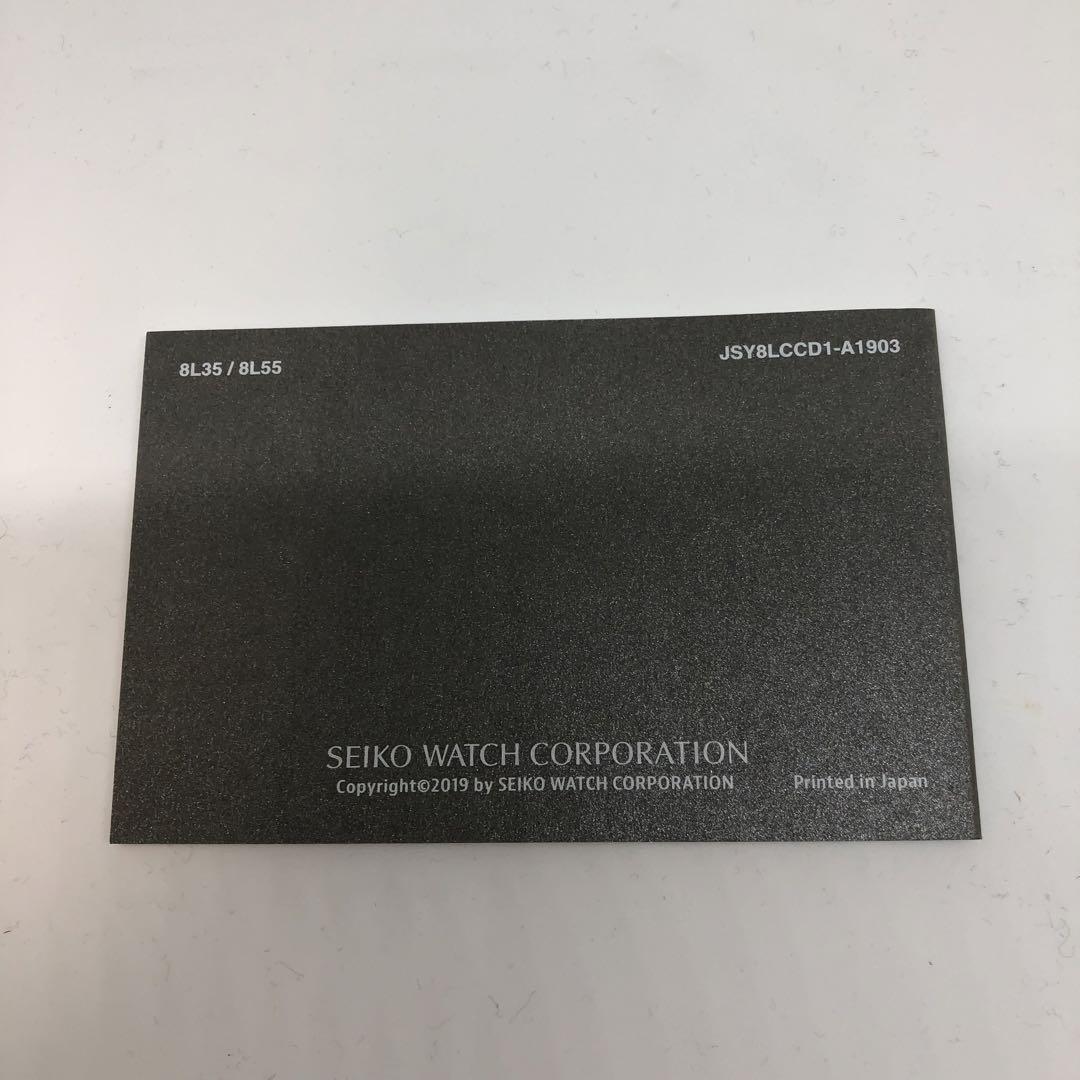 8L35 / 8L55
JSY8LCCD1-A1903
SEIKO WATCH CORPORATION
Copyright©2019 by SEIKO WATCH CORPORATION
Printed in Japan